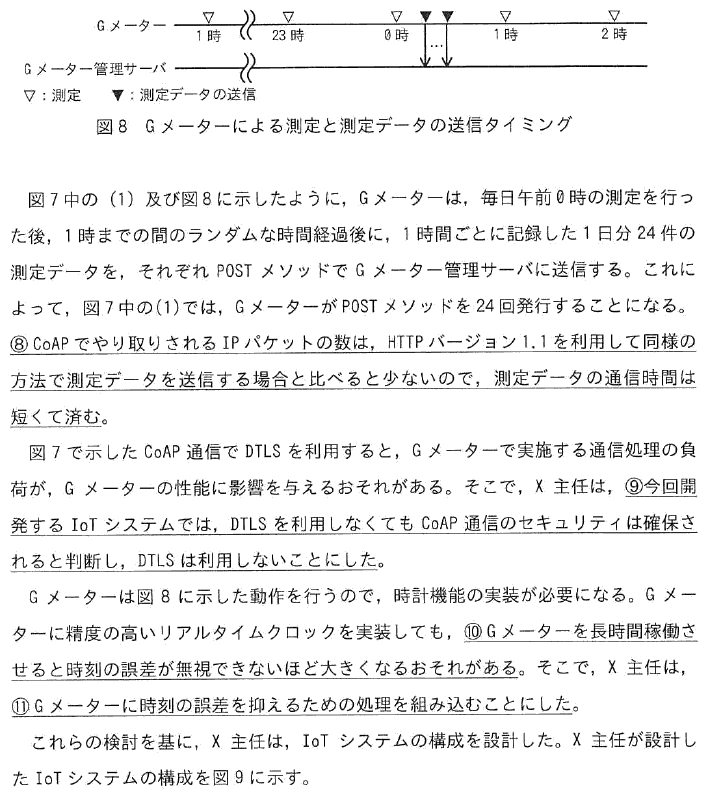 Gメーター
1時 23時 0時 … 1時 2時
Gメーター管理サーバ
▽：測定 ▼：測定データの送信
図8 Gメーターによる測定と測定データの送信タイミング
図7中の（1）及び図8に示したように，Gメーターは，毎日午前0時の測定を行っ
た後，1時までの間のランダムな時間経過後に，1時間ごとに記録した1日分24件の
測定データを，それぞれPOSTメソッドでGメーター管理サーバに送信する。これに
よって，図7中の(1)では，GメーターがPOSTメソッドを24回発行することになる。
⑧CoAPでやり取りされるIPパケットの数は，HTTPバージョン1.1を利用して同様の
方法で測定データを送信する場合と比べると少ないので，測定データの通信時間は
短くて済む。
図7で示したCoAP通信でDTLSを利用すると，Gメーターで実施する通信処理の負
荷が，Gメーターの性能に影響を与えるおそれがある。そこで，X主任は，⑨今回開
発するIoTシステムでは，DTLSを利用しなくてもCoAP通信のセキュリティは確保さ
れると判断し，DTLSは利用しないことにした。
Gメーターは図8に示した動作を行うので，時計機能の実装が必要になる。Gメー
ターに精度の高いリアルタイムクロックを実装しても，⑩Gメーターを長時間稼働さ
せると時刻の誤差が無視できないほど大きくなるおそれがある。そこで，X主任は，
⑪Gメーターに時刻の誤差を抑えるための処理を組み込むことにした。
これらの検討を基に，X主任は，IoTシステムの構成を設計した。X主任が設計し
たIoTシステムの構成を図9に示す。